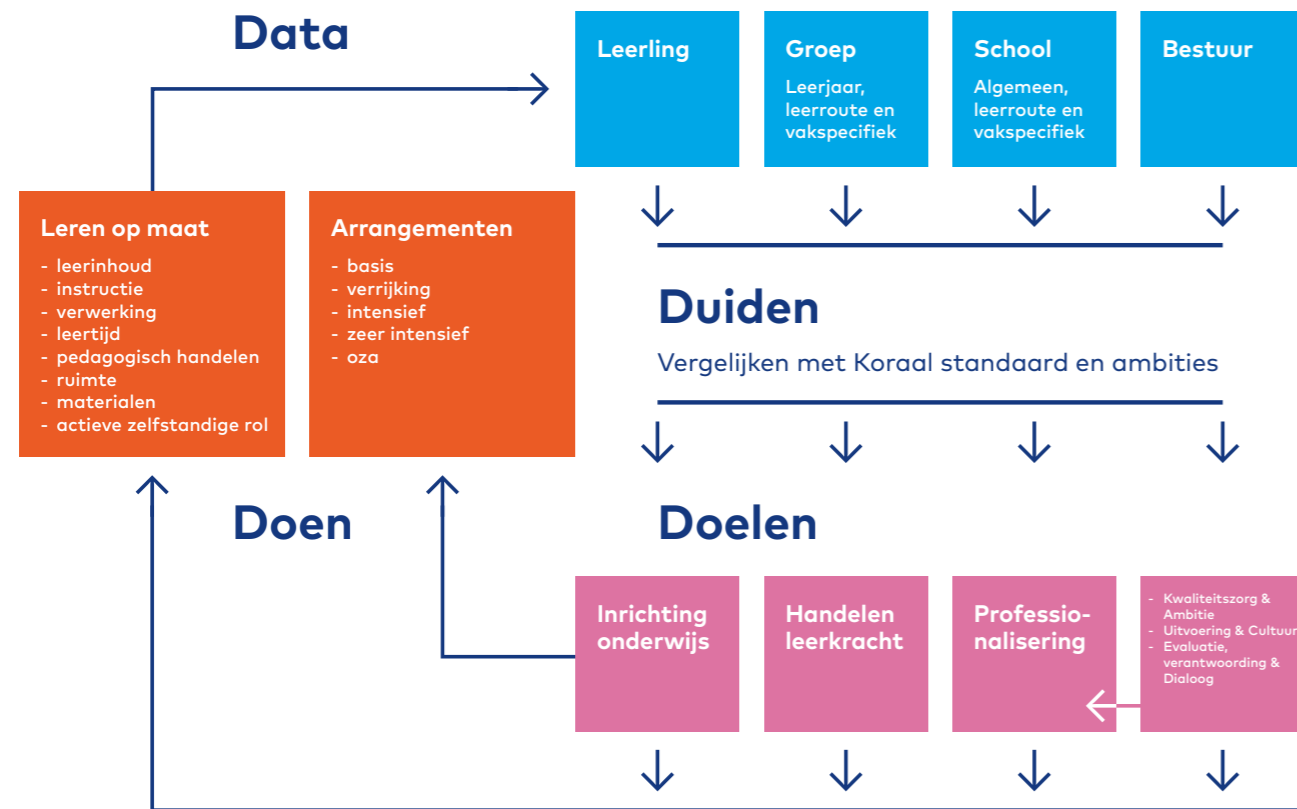 Data
Leerling
Groep
Leerjaar,
leerroute en
vakspecifiek
School
Algemeen,
leerroute en
vakspecifiek
Bestuur
Leren op maat
- leerinhoud
- instructie
- verwerking
- leertijd
- pedagogisch handelen
- ruimte
- materialen
- actieve zelfstandige rol
Arrangementen
- basis
- verrijking
- intensief
- zeer intensief
- oza
Duiden
Vergelijken met Koraal standaard en ambities
Doen
Doelen
Inrichting
onderwijs
Handelen
leerkracht
Professio-
nalisering
- Kwaliteitszorg &
Ambitie
- Uitvoering & Cultuur
- Evaluatie,
verantwoording &
Dialoog